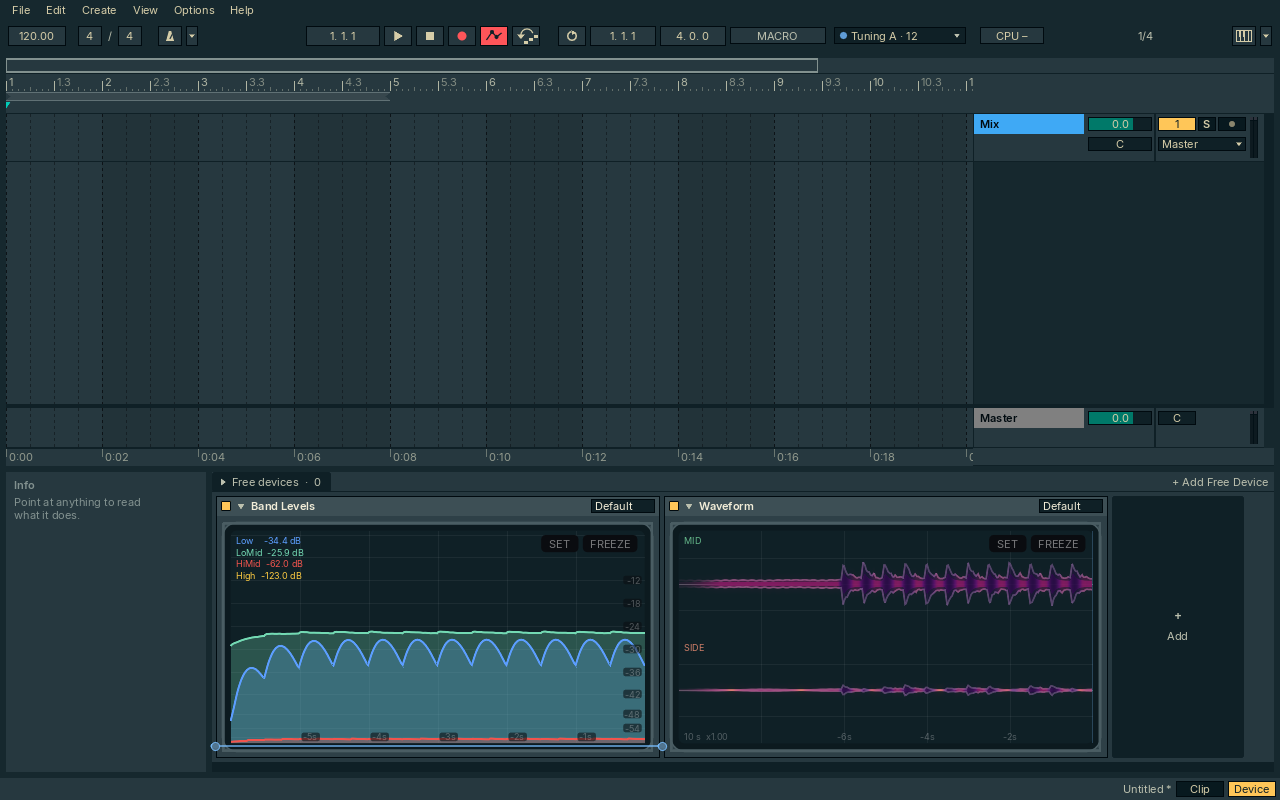 File Edit Create View Options Help
120.00 4 / 4 1. 1. 1 1. 1. 1 4. 0. 0 MACRO Tuning A · 12 CPU – 1/4
1 1.3 2 2.3 3 3.3 4 4.3 5 5.3 6 6.3 7 7.3 8 8.3 9 9.3 10 10.3 1
Mix 0.0 1 S
C Master
Master 0.0 C
0:00 0:02 0:04 0:06 0:08 0:10 0:12 0:14 0:16 0:18
Info
Point at anything to read
what it does.
Free devices · 0 + Add Free Device
Band Levels Default
Low -34.4 dB
LoMid -25.9 dB
HiMid -62.0 dB
High -123.0 dB
SET FREEZE
-12
-18
-24
-30
-36
-42
-48
-54
-5s -4s -3s -2s -1s
Waveform Default
MID SET FREEZE
SIDE
10 s x1.00 -6s -4s -2s
+
Add
Untitled * Clip Device